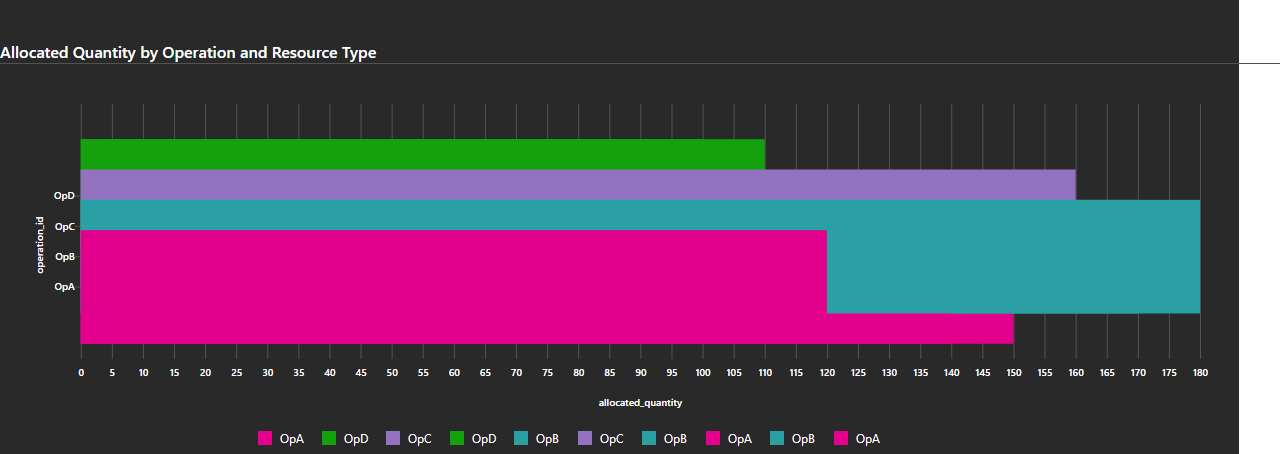 Allocated Quantity by Operation and Resource Type
OpD
OpC
OpB
OpA
operation_id
0 5 10 15 20 25 30 35 40 45 50 55 60 65 70 75 80 85 90 95 100 105 110 115 120 125 130 135 140 145 150 155 160 165 170 175 180
allocated_quantity
OpA OpD OpC OpD OpB OpC OpB OpA OpB OpA